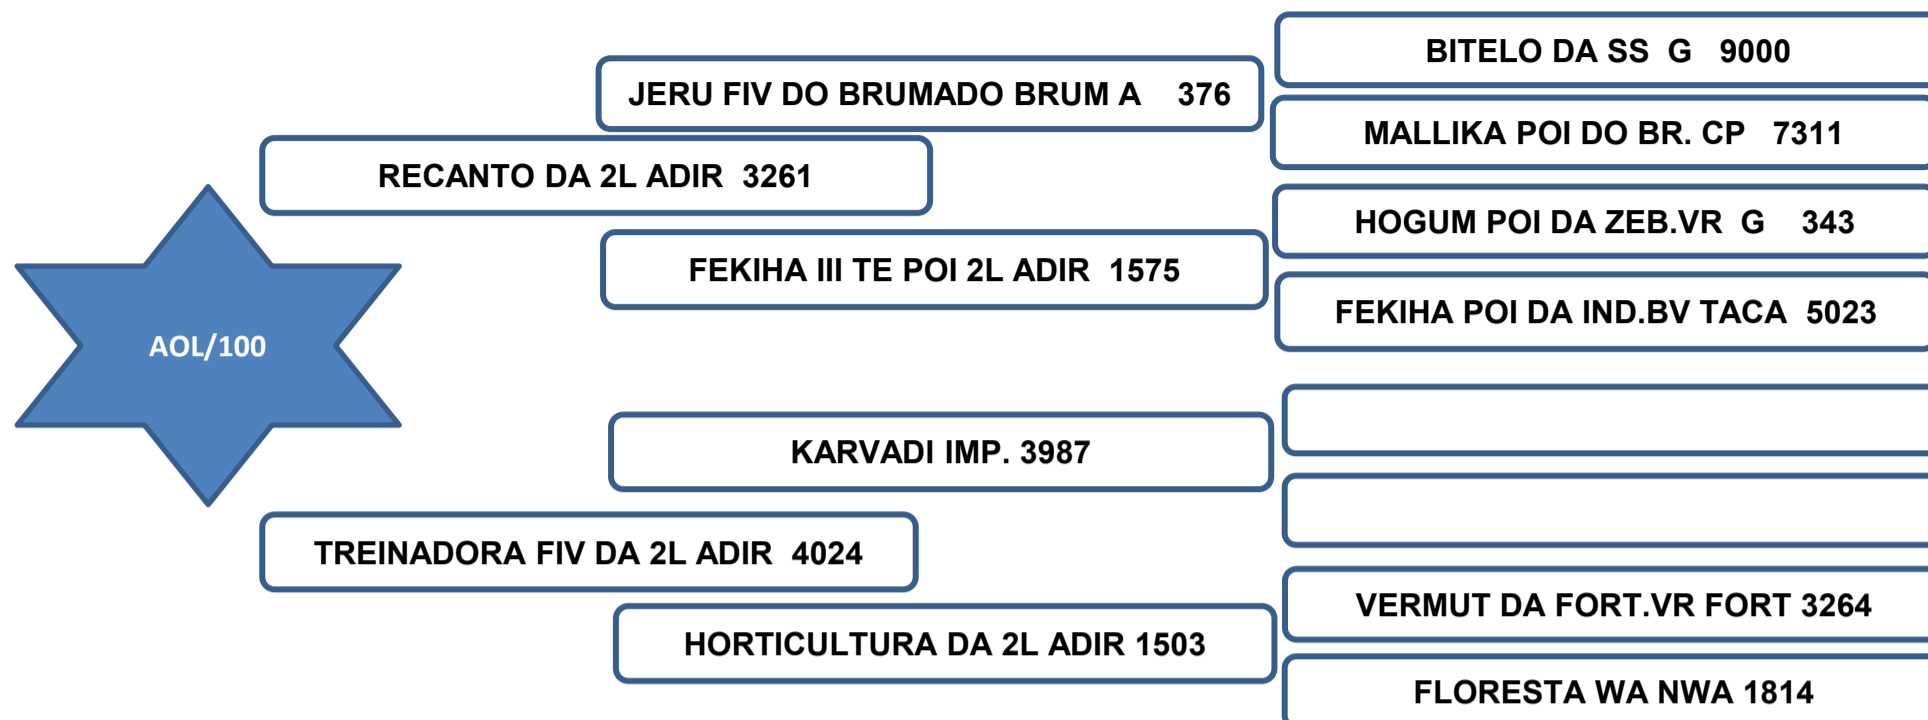 BITELO DA SS G 9000
JERU FIV DO BRUMADO BRUM A 376
MALLIKA POI DO BR. CP 7311
RECANTO DA 2L ADIR 3261
HOGUM POI DA ZEB.VR G 343
FEKIHA III TE POI 2L ADIR 1575
FEKIHA POI DA IND.BV TACA 5023
AOL/100
KARVADI IMP. 3987
TREINADORA FIV DA 2L ADIR 4024
VERMUT DA FORT.VR FORT 3264
HORTICULTURA DA 2L ADIR 1503
FLORESTA WA NWA 1814